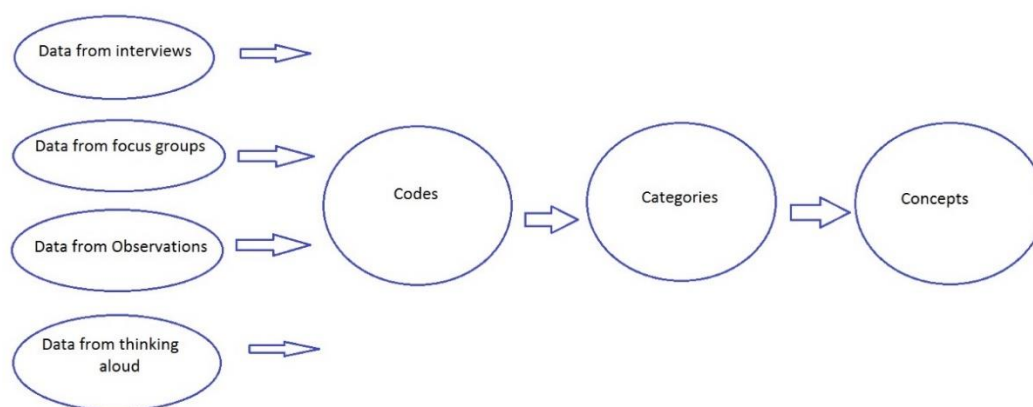 Data from interviews
Data from focus groups
Data from Observations
Data from thinking
aloud
Codes
Categories
Concepts